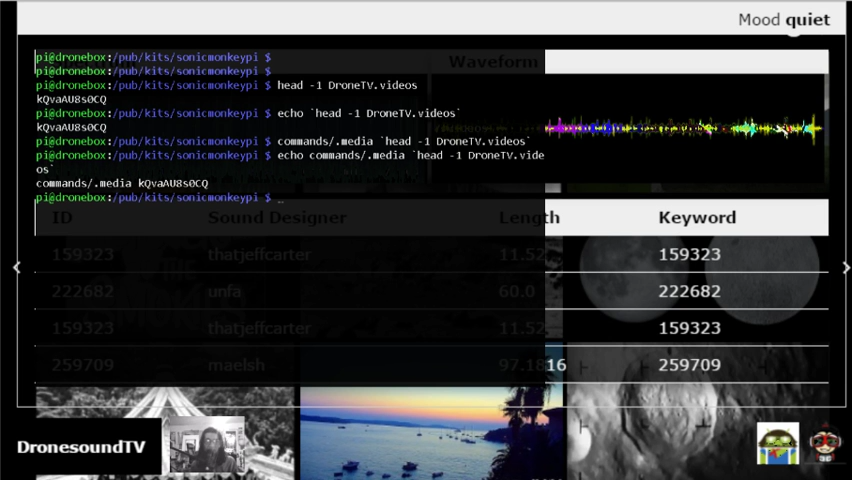 Mood quiet
pi@dronebox:/pub/kits/sonicmonkeypi $
Waveform
pi@dronebox:/pub/kits/sonicmonkeypi $
pi@dronebox:/pub/kits/sonicmonkeypi $ head -1 DroneTV.videos
kQvaAU8s0CQ
pi@dronebox:/pub/kits/sonicmonkeypi $ echo `head -1 DroneTV.videos`
kQvaAU8s0CQ
pi@dronebox:/pub/kits/sonicmonkeypi $ commands/.media `head -1 DroneTV.videos`
pi@dronebox:/pub/kits/sonicmonkeypi $ echo commands/.media `head -1 DroneTV.vide
os`
commands/.media kQvaAU8s0CQ
pi@dronebox:/pub/kits/sonicmonkeypi $ _
ID Sound Designer Length Keyword
159323 thatjeffcarter 11.52 159323
222682 unfa 60.0 222682
159323 thatjeffcarter 11.52 159323
259709 maelsh 97.1816 259709
DronesoundTV